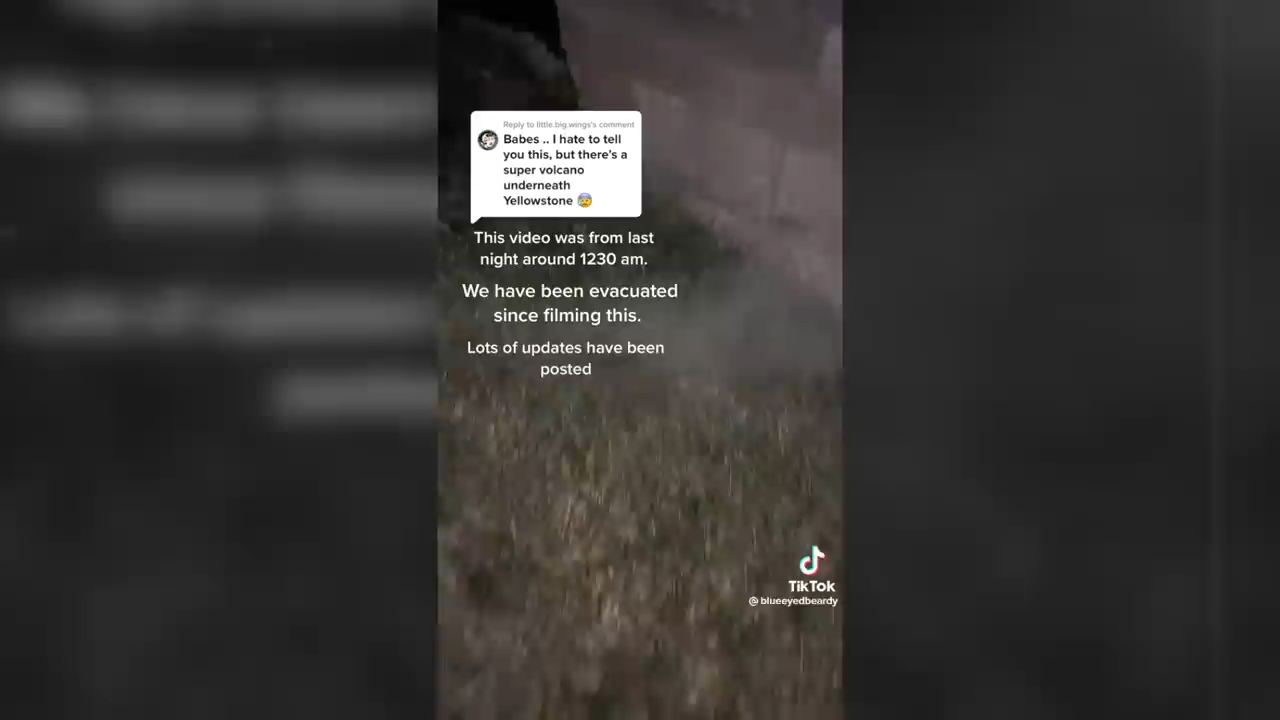 Reply to little.big.wings's comment
Babes .. I hate to tell
you this, but there's a
super volcano
underneath
Yellowstone 😰
This video was from last
night around 1230 am.
We have been evacuated
since filming this.
Lots of updates have been
posted
TikTok
@ blueeyedbeardy